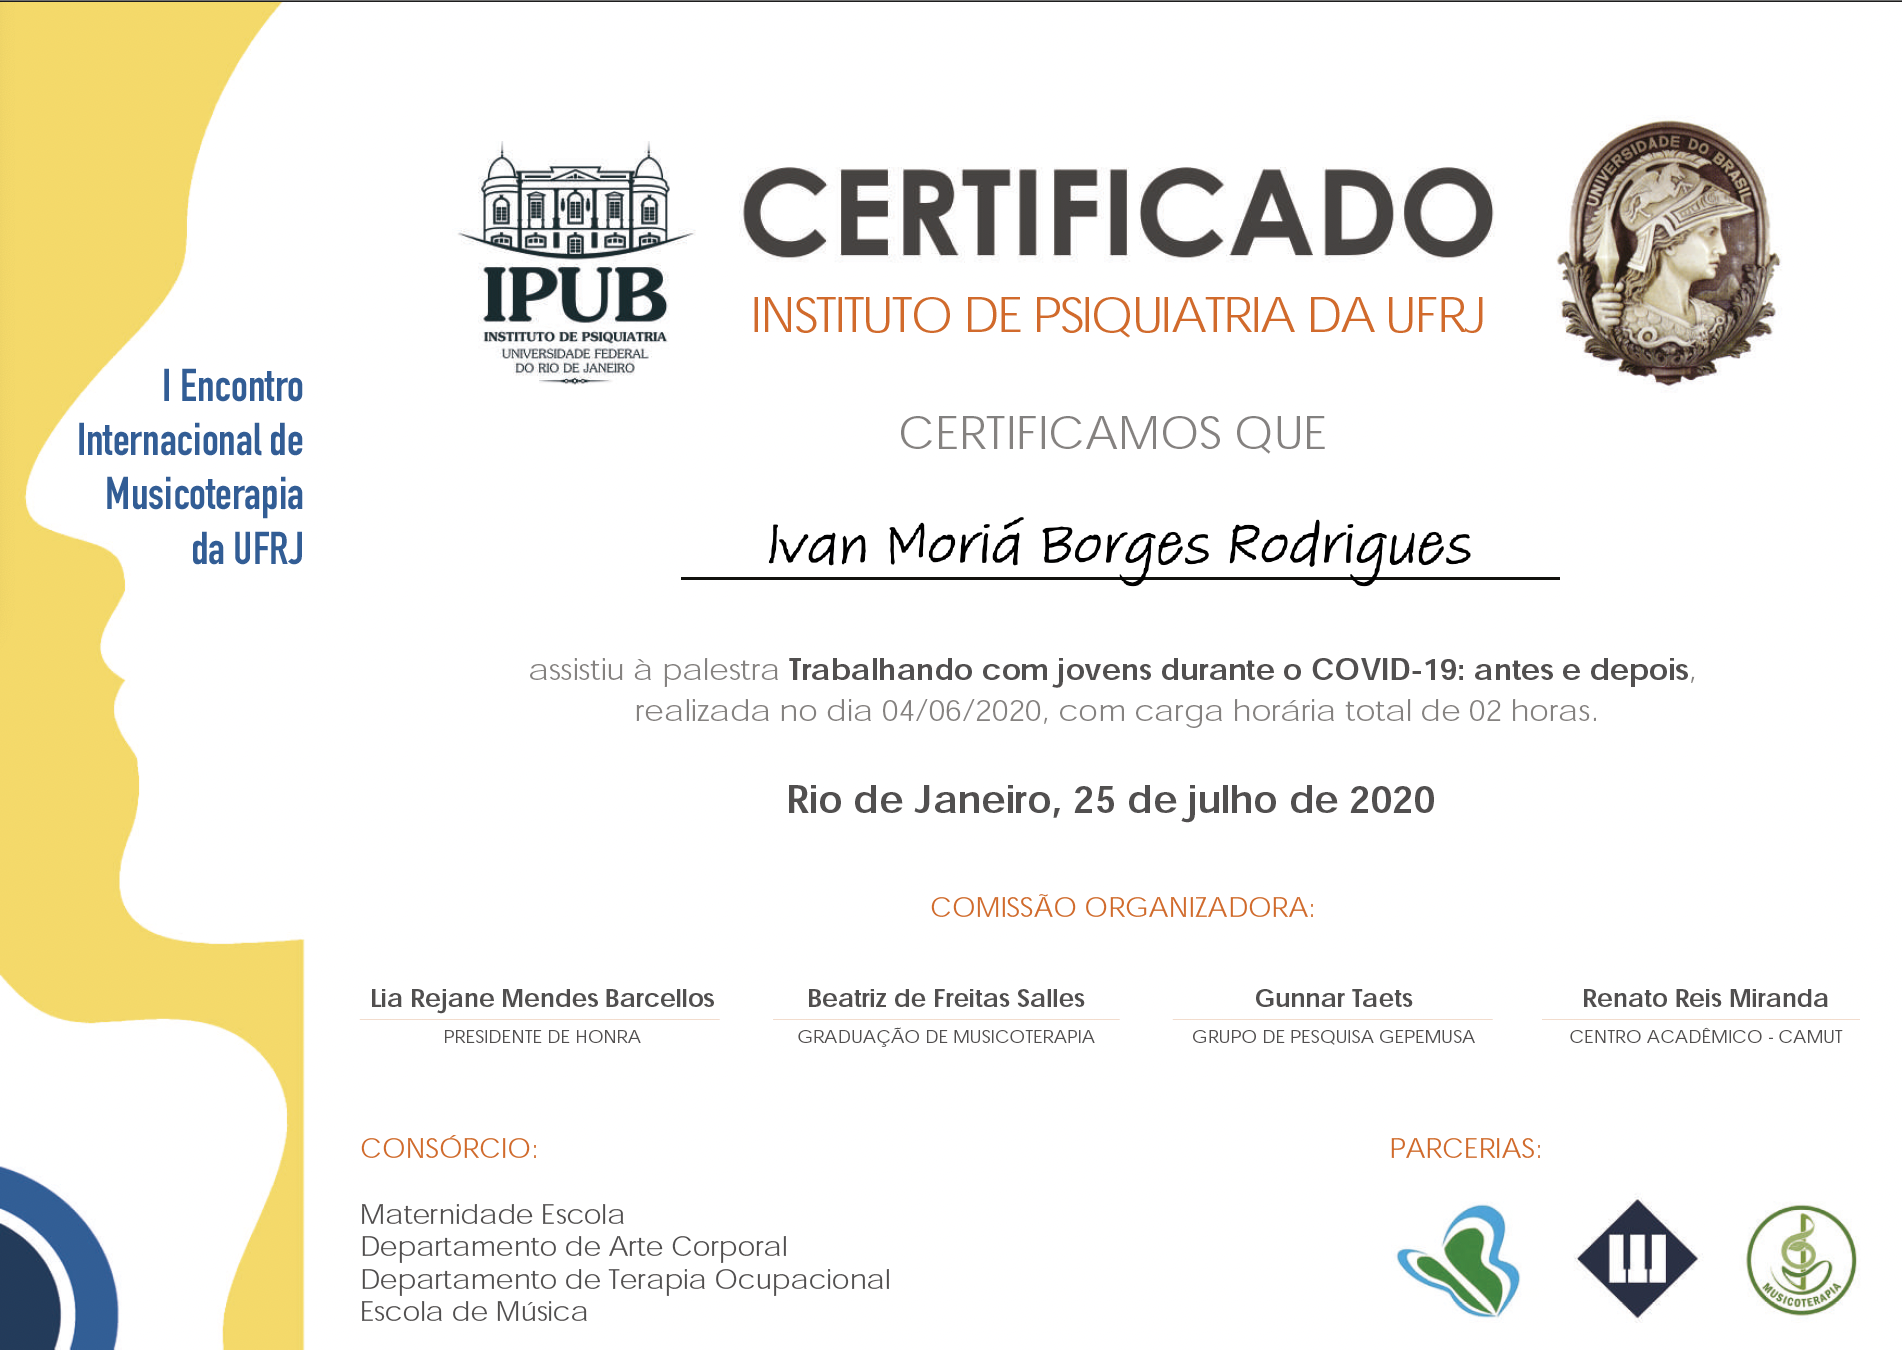 I Encontro
Internacional de
Musicoterapia
da UFRJ
IPUB
INSTITUTO DE PSIQUIATRIA
UNIVERSIDADE FEDERAL
DO RIO DE JANEIRO
CERTIFICADO
INSTITUTO DE PSIQUIATRIA DA UFRJ
UNIVERSIDADE DO BRASIL
CERTIFICAMOS QUE
Ivan Moriá Borges Rodrigues
assistiu à palestra Trabalhando com jovens durante o COVID-19: antes e depois,
realizada no dia 04/06/2020, com carga horária total de 02 horas.
Rio de Janeiro, 25 de julho de 2020
COMISSÃO ORGANIZADORA:
Lia Rejane Mendes Barcellos
PRESIDENTE DE HONRA
Beatriz de Freitas Salles
GRADUAÇÃO DE MUSICOTERAPIA
Gunnar Taets
GRUPO DE PESQUISA GEPEMUSA
Renato Reis Miranda
CENTRO ACADÊMICO - CAMUT
CONSÓRCIO:
Maternidade Escola
Departamento de Arte Corporal
Departamento de Terapia Ocupacional
Escola de Música
PARCERIAS:
MUSICOTERAPIA